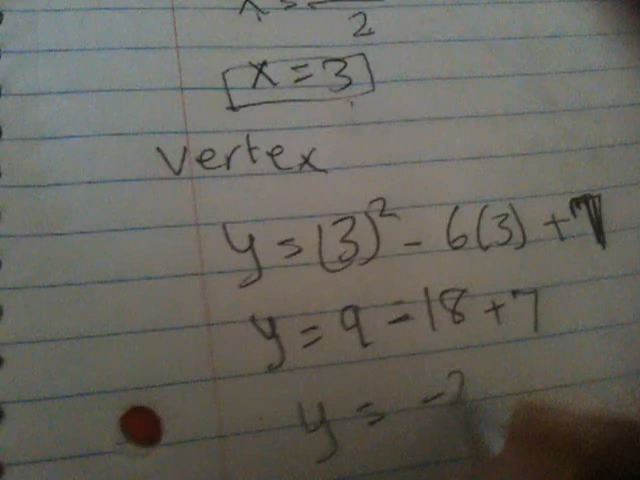 x = 
2
x = 3
Vertex
y = (3)² - 6(3) + 7
y = 9 - 18 + 7
y = -2